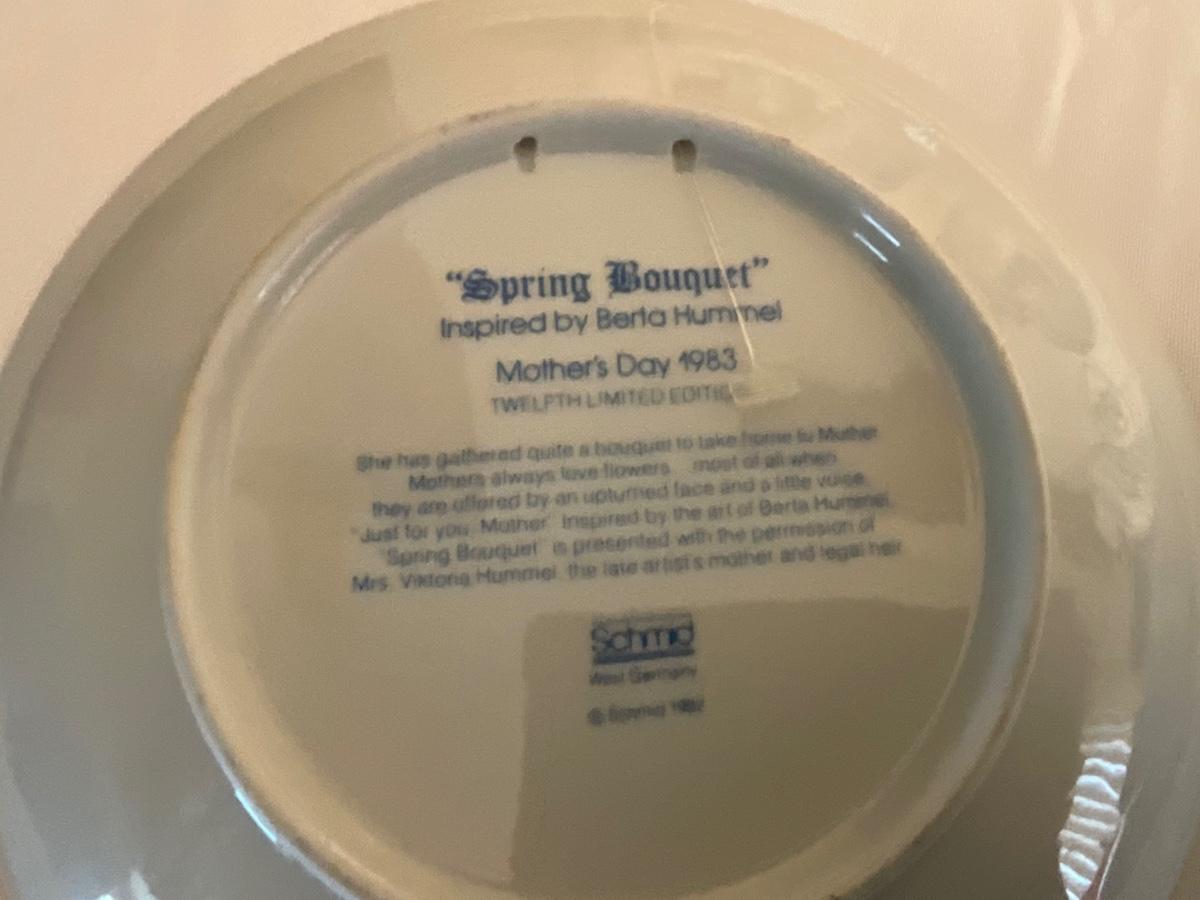 “Spring Bouquet”
Inspired by Berta Hummel
Mother's Day 1983
TWELFTH LIMITED EDITION
She has gathered quite a bouquet to take home to Mother.
Mothers always love flowers... most of all when
they are offered by an upturned face and a little voice,
"Just for you, Mother." Inspired by the art of Berta Hummel,
"Spring Bouquet" is presented with the permission of
Mrs. Viktoria Hummel, the late artist's mother and legal heir.
Schmid
West Germany
© Schmid 1982